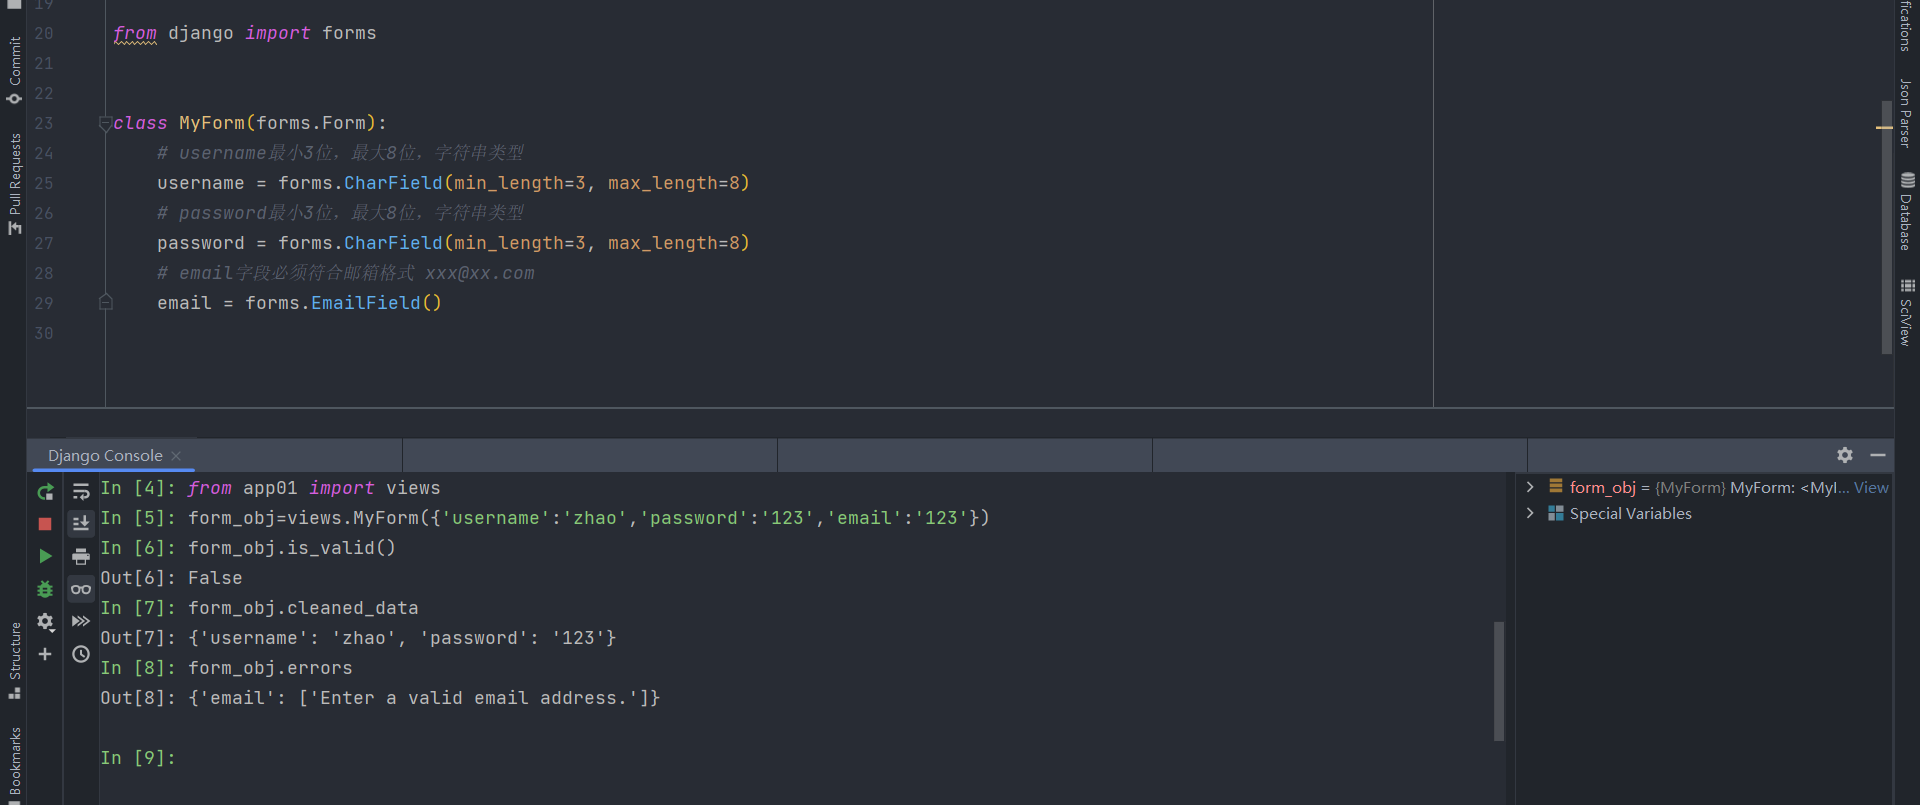 19
20 from django import forms
21
22
23 class MyForm(forms.Form):
24 # username最小3位，最大8位，字符串类型
25 username = forms.CharField(min_length=3, max_length=8)
26 # password最小3位，最大8位，字符串类型
27 password = forms.CharField(min_length=3, max_length=8)
28 # email字段必须符合邮箱格式 xxx@xx.com
29 email = forms.EmailField()
30
Commit
Pull Requests
Structure
Bookmarks
fications
Json Parser
Database
SciView
Django Console
In [4]: from app01 import views
In [5]: form_obj=views.MyForm({'username':'zhao','password':'123','email':'123'})
In [6]: form_obj.is_valid()
Out[6]: False
In [7]: form_obj.cleaned_data
Out[7]: {'username': 'zhao', 'password': '123'}
In [8]: form_obj.errors
Out[8]: {'email': ['Enter a valid email address.']}
In [9]:
form_obj = {MyForm} MyForm: <MyI... View
Special Variables